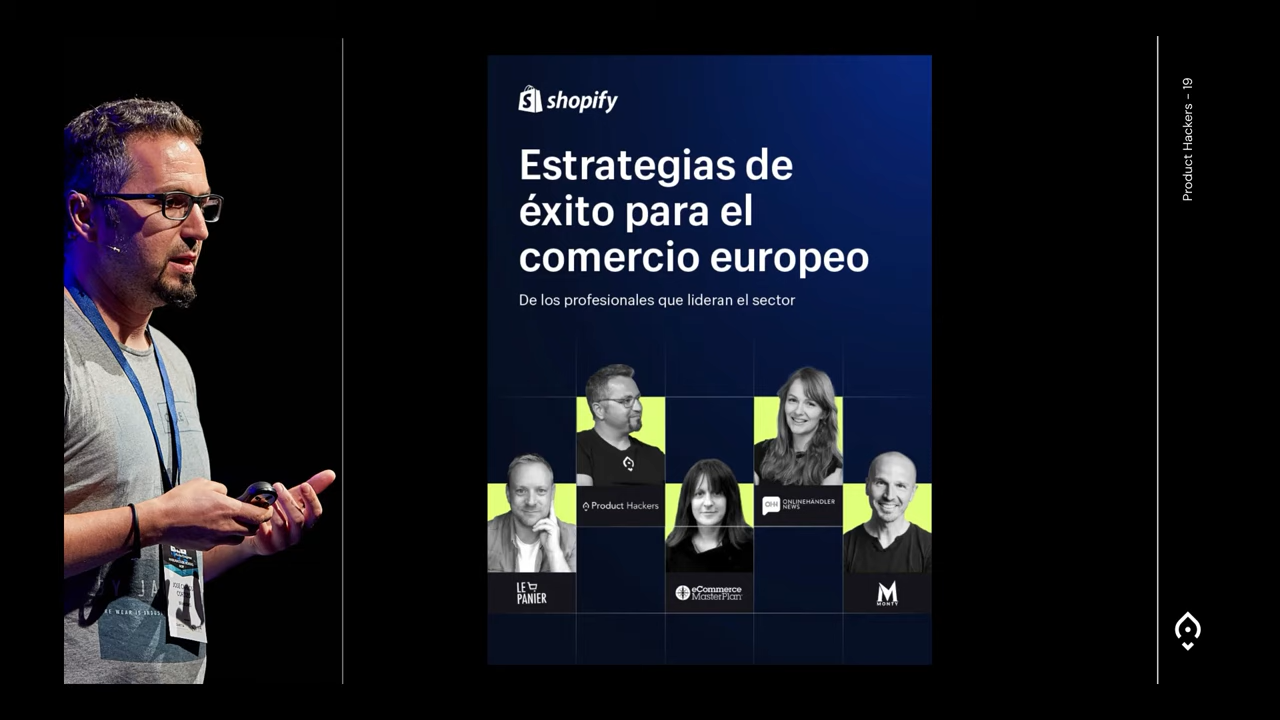 shopify
Estrategias de
éxito para el
comercio europeo
De los profesionales que lideran el sector
Product Hackers
ONLINEHÄNDLER
NEWS
LE
PANIER
eCommerce
MasterPlan
MONTY
Product Hackers – 19